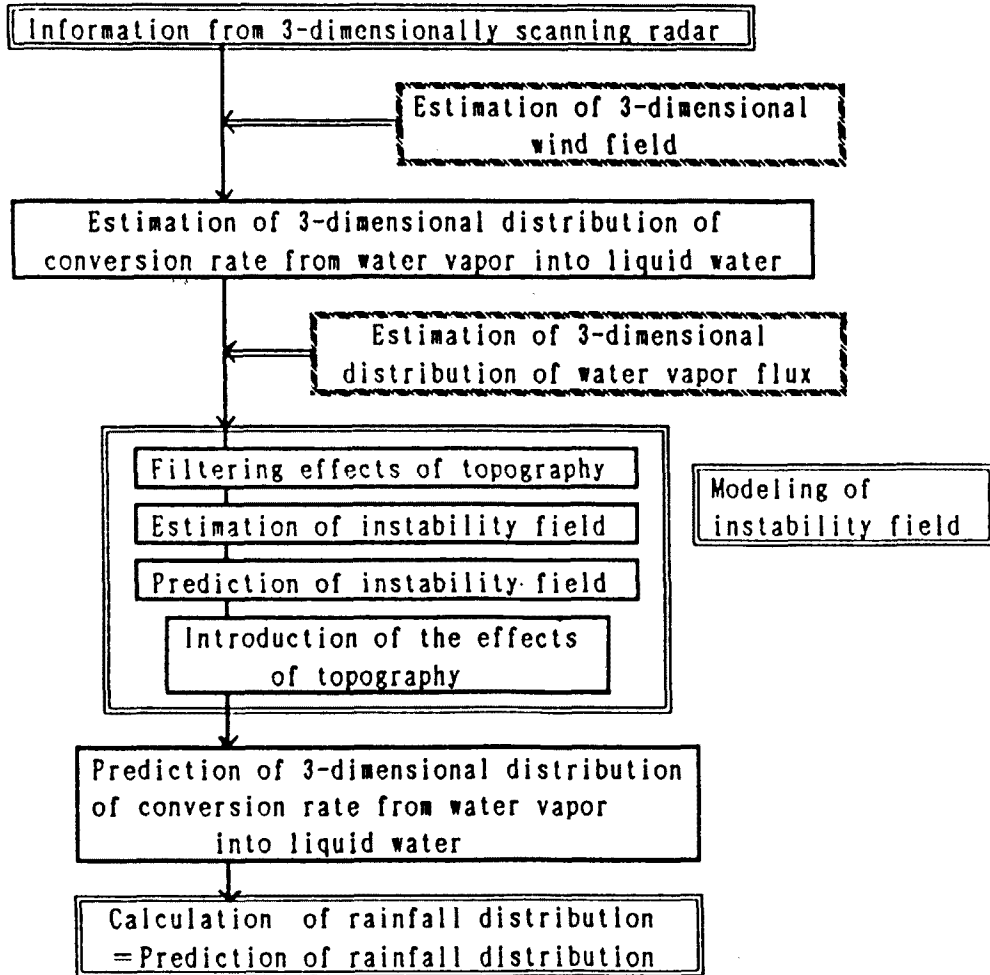 Information from 3-dimensionally scanning radar
Estimation of 3-dimensional
wind field
Estimation of 3-dimensional distribution of
conversion rate from water vapor into liquid water
Estimation of 3-dimensional
distribution of water vapor flux
Filtering effects of topography
Estimation of instability field
Prediction of instability field
Introduction of the effects
of topography
Modeling of
instability field
Prediction of 3-dimensional distribution
of conversion rate from water vapor
into liquid water
Calculation of rainfall distribution
=Prediction of rainfall distribution